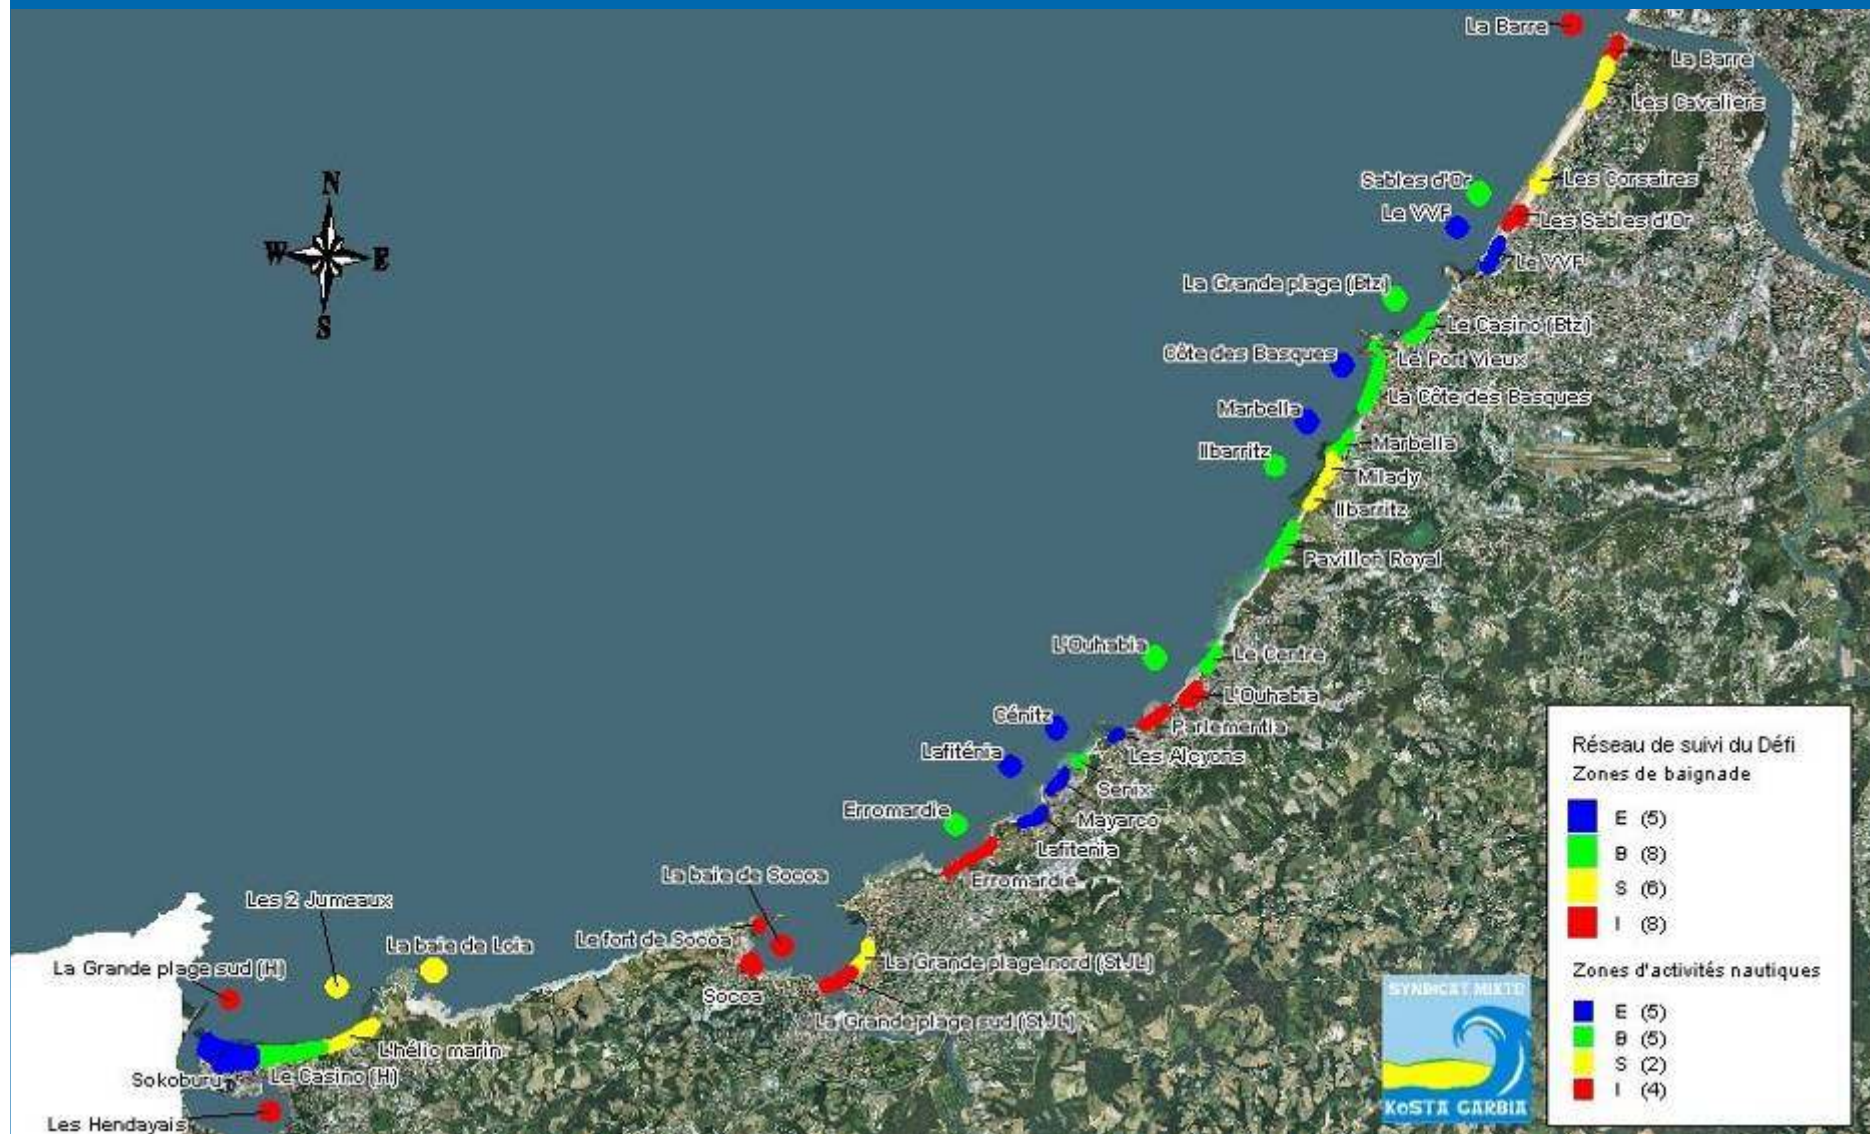 La Barre
La Barre
Les Cavaliers
N
Sables d'Or
Les Corsaires
Le VVF
Les Sables d'Or
W
E
Le VVF
La Grande plage (Btz)
S
Le Casino (Btz)
Côte des Basques
Le Port Vieux
La Côte des Basques
Marbella
Marbella
Ilbarritz
Milady
Ilbarritz
Pavillon Royal
L'Ouhabia
Le Centre
L'Ouhabia
Cénitz
Parlementia
Lafiténia
Les Alcyons
Senix
Erromardie
Mayarco
Lafitenia
La baie de Socoa
Erromardie
Les 2 Jumeaux
La baie de Loia
Le fort de Socoa
La Grande plage sud (H)
La Grande plage nord (StJL)
Socoa
La Grande plage sud (StJL)
L'hélio marin
Sokoburu
Le Casino (H)
Les Hendayais
Réseau de suivi du Défi
Zones de baignade
E (5)
B (8)
S (6)
I (8)
Zones d'activités nautiques
E (5)
B (5)
S (2)
I (4)
SYNDICAT MIXTE
KoSTA GARBIA